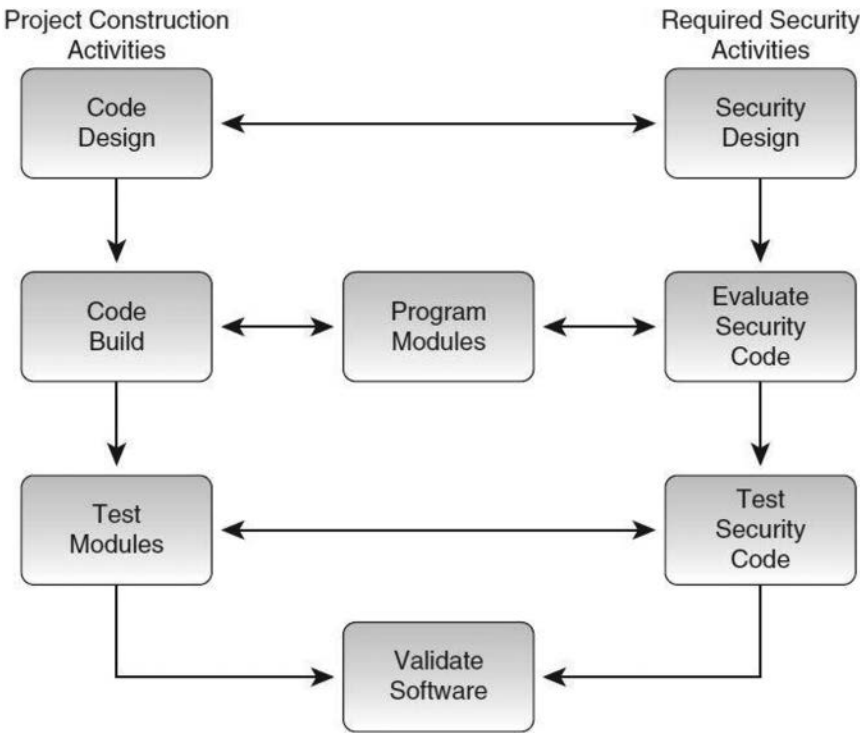 Project Construction
Activities
Required Security
Activities
Code
Design
Security
Design
Code
Build
Program
Modules
Evaluate
Security
Code
Test
Modules
Test
Security
Code
Validate
Software